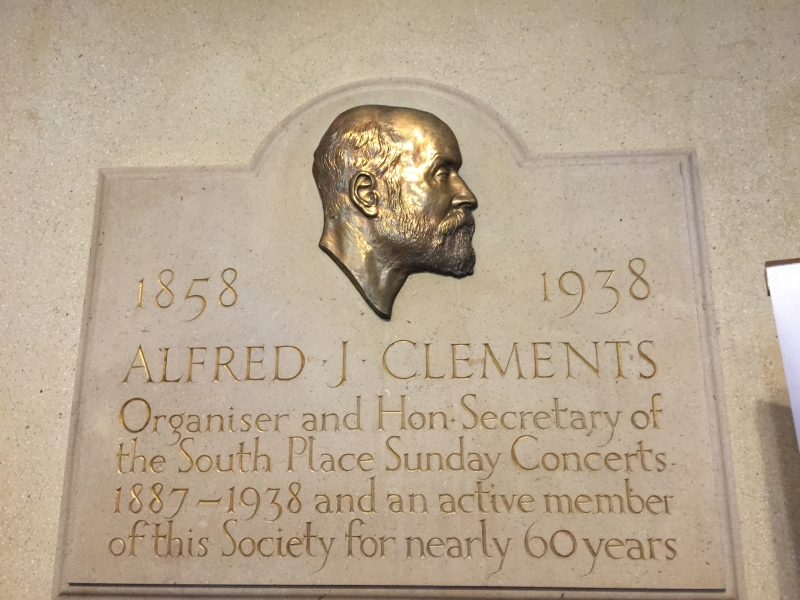 1858 1938
ALFRED · J · CLEMENTS
Organiser and Hon· Secretary of
the South Place Sunday Concerts·
1887–1938 and an active member
of this Society for nearly 60 years